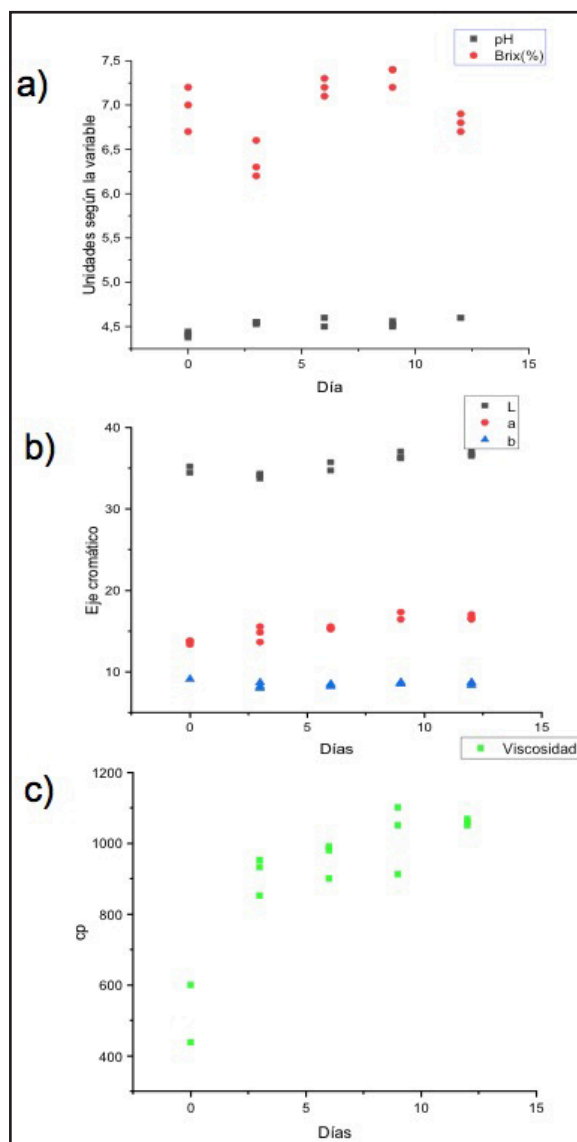 a)
pH
Brix(%)
7,5
7,0
6,5
6,0
5,5
5,0
4,5
Unidades según la variable
0 5 10 15
Día
b)
L
a
b
40
30
20
10
Eje cromático
0 5 10 15
Días
c)
Viscosidad
1200
1000
800
600
400
cp
0 5 10 15
Días